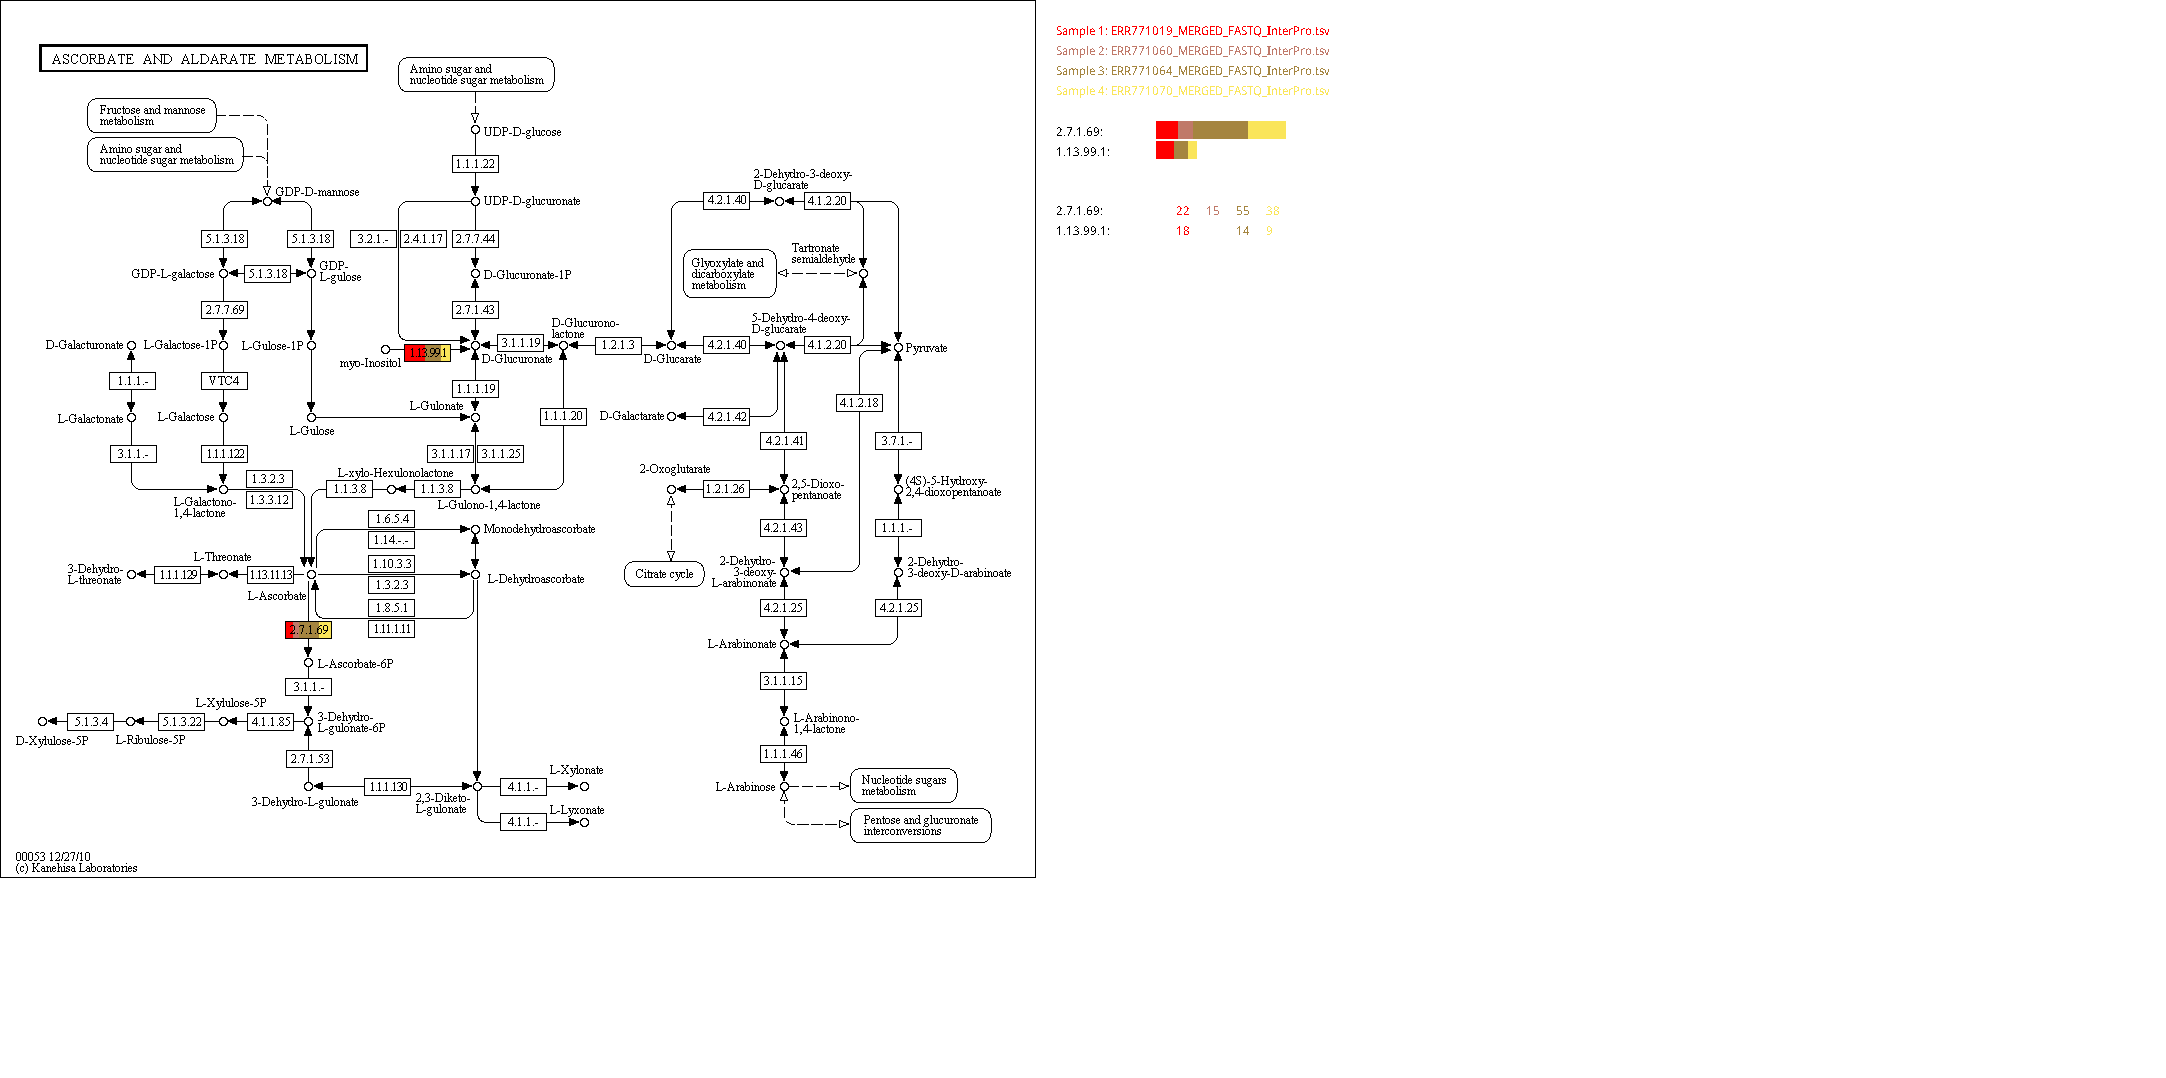 ASCORBATE AND ALDARATE METABOLISM
Amino sugar and
nucleotide sugar metabolism
Fructose and mannose
metabolism
Amino sugar and
nucleotide sugar metabolism
UDP-D-glucose
1.1.1.22
GDP-D-mannose
UDP-D-glucuronate
2-Dehydro-3-deoxy-
D-glucarate
4.2.1.40
4.1.2.20
5.1.3.18
5.1.3.18
3.2.1.-
2.4.1.17
2.7.7.44
Tartronate
semialdehyde
Glyoxylate and
dicarboxylate
metabolism
GDP-L-galactose
5.1.3.18
GDP-
L-gulose
D-Glucuronate-1P
2.7.7.69
2.7.1.43
D-Glucurono-
lactone
5-Dehydro-4-deoxy-
D-glucarate
D-Galacturonate
L-Galactose-1P
L-Gulose-1P
myo-Inositol
1.13.99.1
D-Glucuronate
3.1.1.19
1.2.1.3
D-Glucarate
4.2.1.40
4.1.2.20
Pyruvate
1.1.1.-
VTC4
1.1.1.19
L-Galactonate
L-Galactose
L-Gulose
L-Gulonate
1.1.1.20
D-Galactarate
4.2.1.42
4.1.2.18
3.1.1.-
1.1.1.122
3.1.1.17
3.1.1.25
4.2.1.41
3.7.1.-
1.3.2.3
1.3.3.12
L-xylo-Hexulonolactone
1.1.3.8
1.1.3.8
L-Galactono-
1,4-lactone
L-Gulono-1,4-lactone
2-Oxoglutarate
1.2.1.26
2,5-Dioxo-
pentanoate
(4S)-5-Hydroxy-
2,4-dioxopentanoate
1.6.5.4
1.14.-.-
Monodehydroascorbate
4.2.1.43
1.1.1.-
L-Threonate
3-Dehydro-
L-threonate
1.1.1.129
1.13.11.13
L-Ascorbate
1.10.3.3
1.3.2.3
1.8.5.1
1.11.1.11
L-Dehydroascorbate
Citrate cycle
2-Dehydro-
3-deoxy-
L-arabinonate
2-Dehydro-
3-deoxy-D-arabinoate
4.2.1.25
4.2.1.25
2.7.1.69
L-Arabinonate
L-Ascorbate-6P
3.1.1.-
3.1.1.15
L-Xylulose-5P
5.1.3.4
5.1.3.22
4.1.1.85
3-Dehydro-
L-gulonate-6P
D-Xylulose-5P
L-Ribulose-5P
L-Arabinono-
1,4-lactone
2.7.1.53
1.1.1.46
3-Dehydro-L-gulonate
1.1.1.130
2,3-Diketo-
L-gulonate
4.1.1.-
L-Xylonate
4.1.1.-
L-Lyxonate
L-Arabinose
Nucleotide sugars
metabolism
Pentose and glucuronate
interconversions
00053 12/27/10
(c) Kanehisa Laboratories
Sample 1: ERR771019_MERGED_FASTQ_InterPro.tsv
Sample 2: ERR771060_MERGED_FASTQ_InterPro.tsv
Sample 3: ERR771064_MERGED_FASTQ_InterPro.tsv
Sample 4: ERR771070_MERGED_FASTQ_InterPro.tsv
2.7.1.69:
1.13.99.1:
2.7.1.69: 22 15 55 38
1.13.99.1: 18 14 9